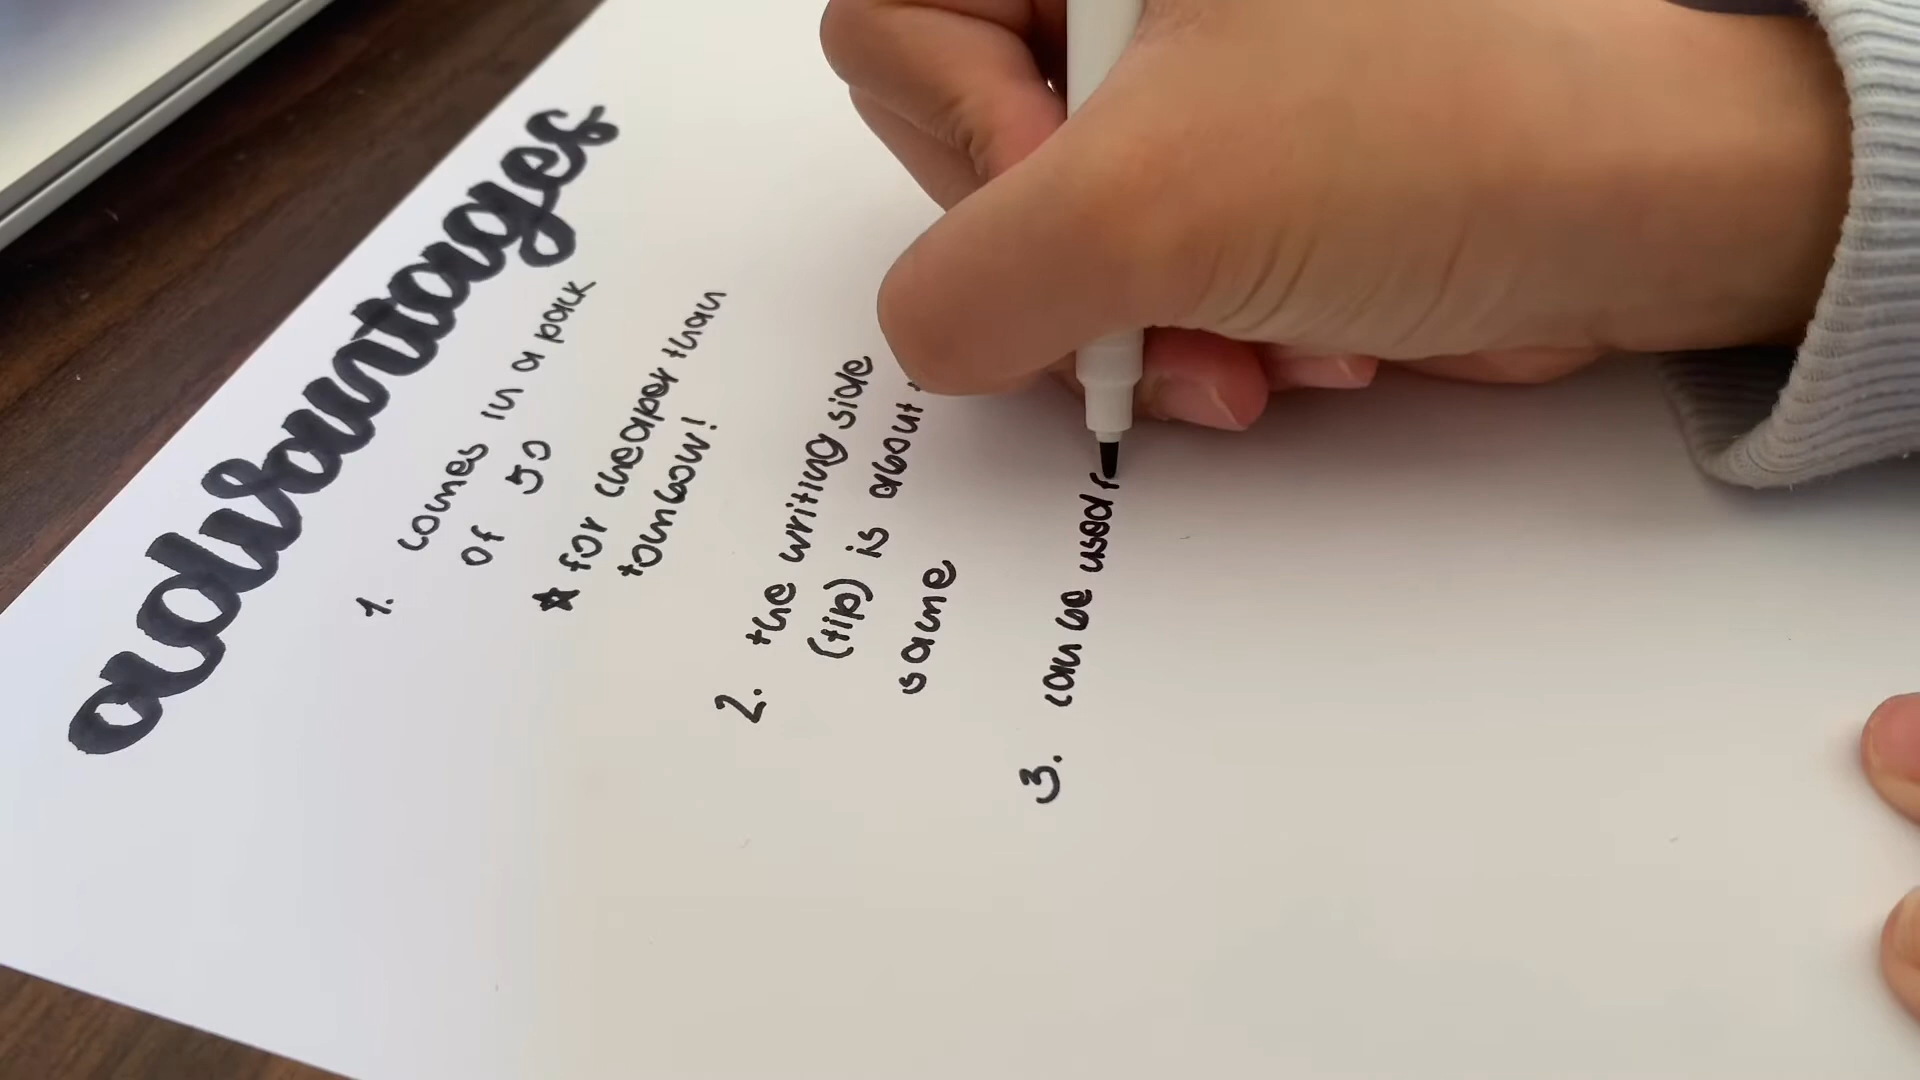 advantages
1. comes in a pack
of 50
☆ for cheaper than
tombow!
2. the writing side
(tip) is about
same
3. can be used